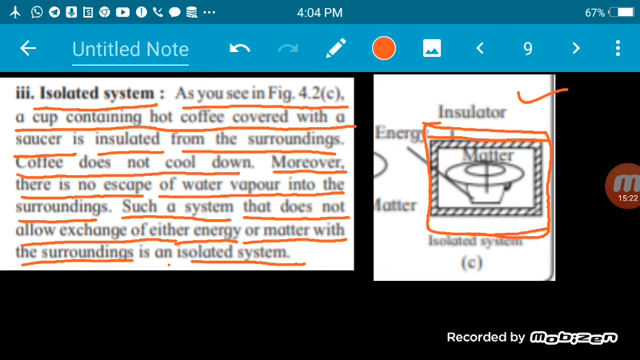 4:04 PM
67%
Untitled Note
9
iii. Isolated system : As you see in Fig. 4.2(c),
a cup containing hot coffee covered with a
saucer is insulated from the surroundings.
Coffee does not cool down. Moreover,
there is no escape of water vapour into the
surroundings. Such a system that does not
allow exchange of either energy or matter with
the surroundings is an isolated system.
Insulator
Energy
Matter
Matter
Isolated system
(c)
15:22
Recorded by mobizen